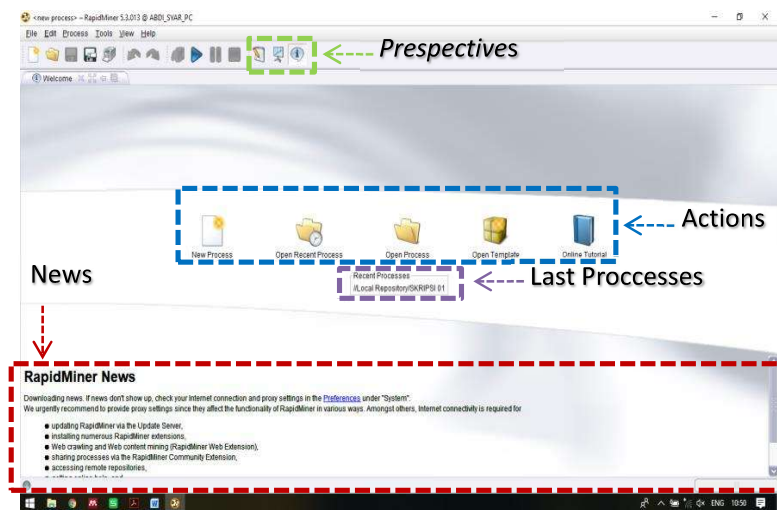 <new process> – RapidMiner 5.3.013 @ ABDI_SYAR_PC
File Edit Process Tools View Help
Prespectives
Welcome
Actions
New Process Open Recent Process Open Process Open Template Online Tutorial
News
Last Proccesses
Recent Processes
//Local Repository/SKRIPSI 01
RapidMiner News
Downloading news. If news don't show up, check your Internet connection and proxy settings in the Preferences under "System".
We urgently recommend to provide proxy settings since they affect the functionality of RapidMiner in various ways. Amongst others, Internet connectivity is required for
● updating RapidMiner via the Update Server,
● installing numerous RapidMiner extensions,
● Web crawling and Web content mining (RapidMiner Web Extension),
● sharing processes via the RapidMiner Community Extension,
● accessing remote repositories,
ENG 10:50